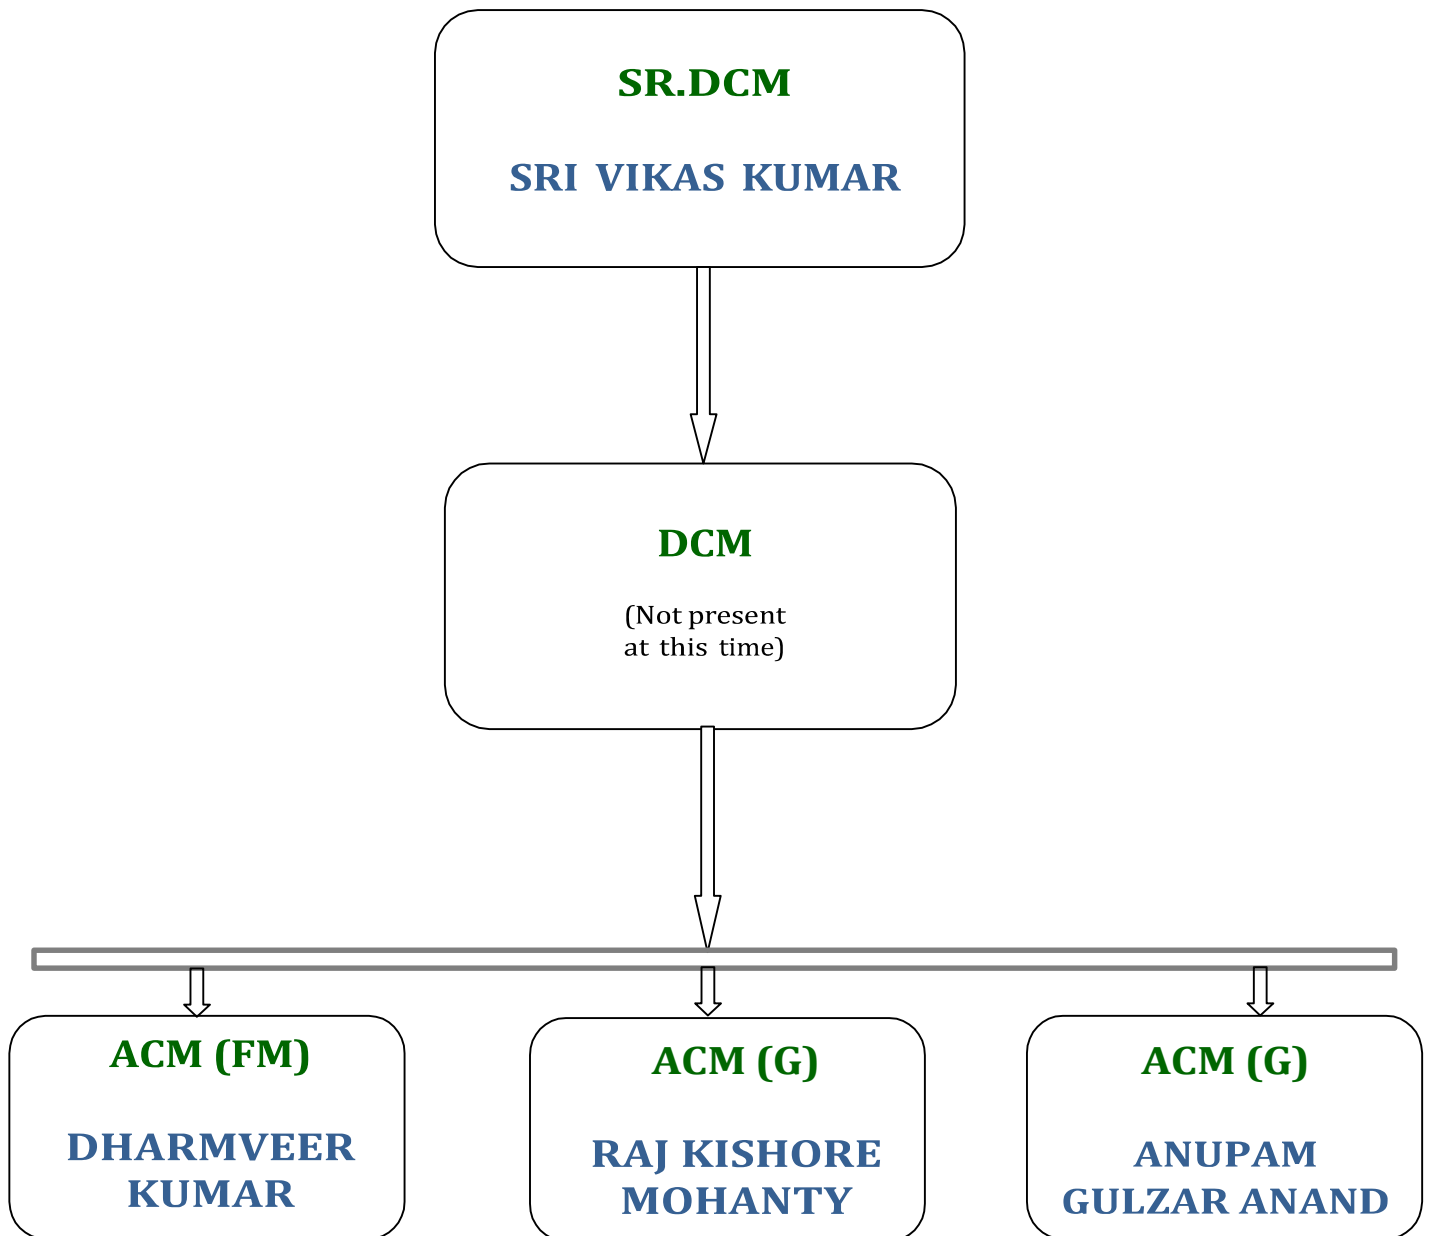 SR.DCM
SRI VIKAS KUMAR
DCM
(Not present
at this time)
ACM (FM)
DHARMVEER
KUMAR
ACM (G)
RAJ KISHORE
MOHANTY
ACM (G)
ANUPAM
GULZAR ANAND